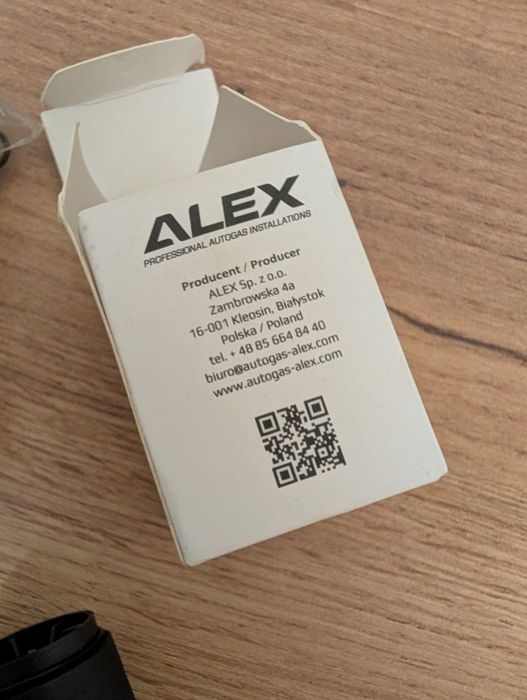 ALEX
PROFESSIONAL AUTOGAS INSTALLATIONS
Producent / Producer
ALEX Sp. z o.o.
Zambrowska 4a
16-001 Kleosin, Białystok
Polska / Poland
tel. + 48 85 664 84 40
biuro@autogas-alex.com
www.autogas-alex.com